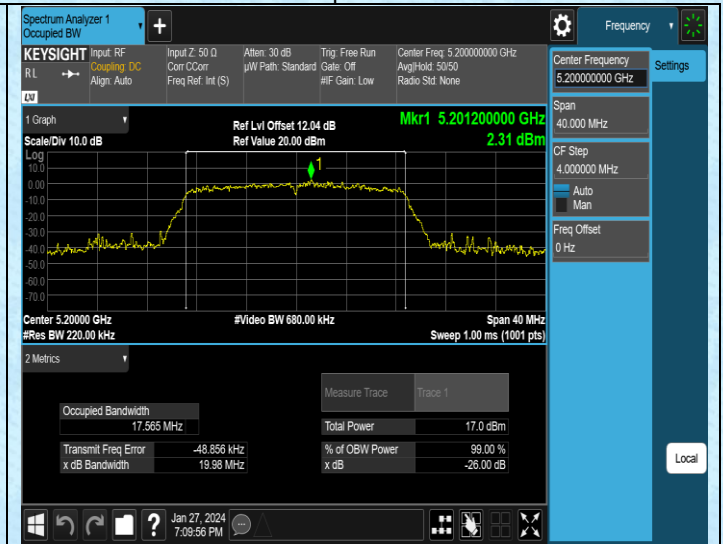 Spectrum Analyzer 1
Occupied BW
+
Frequency
KEYSIGHT
RL
LXI
Input: RF
Coupling: DC
Align: Auto
Input Z: 50 Ω
Corr CCorr
Freq Ref: Int (S)
Atten: 30 dB
µW Path: Standard
Trig: Free Run
Gate: Off
#IF Gain: Low
Center Freq: 5.200000000 GHz
Avg|Hold: 50/50
Radio Std: None
Center Frequency
5.200000000 GHz
Settings
Span
40.000 MHz
CF Step
4.000000 MHz
Auto
Man
Freq Offset
0 Hz
Local
1 Graph
Scale/Div 10.0 dB
Ref Lvl Offset 12.04 dB
Ref Value 20.00 dBm
Mkr1 5.201200000 GHz
2.31 dBm
Log
10.0
0.00
-10.0
-20.0
-30.0
-40.0
-50.0
-60.0
-70.0
1
Center 5.20000 GHz
#Res BW 220.00 kHz
#Video BW 680.00 kHz
Span 40 MHz
Sweep 1.00 ms (1001 pts)
2 Metrics
Measure Trace
Trace 1
Occupied Bandwidth
17.565 MHz
Total Power
17.0 dBm
Transmit Freq Error
-48.856 kHz
% of OBW Power
99.00 %
x dB Bandwidth
19.98 MHz
x dB
-26.00 dB
?
Jan 27, 2024
7:09:56 PM